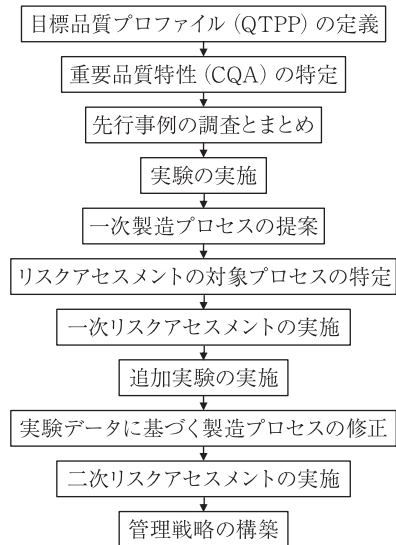 目標品質プロファイル（QTPP）の定義
重要品質特性（CQA）の特定
先行事例の調査とまとめ
実験の実施
一次製造プロセスの提案
リスクアセスメントの対象プロセスの特定
一次リスクアセスメントの実施
追加実験の実施
実験データに基づく製造プロセスの修正
二次リスクアセスメントの実施
管理戦略の構築